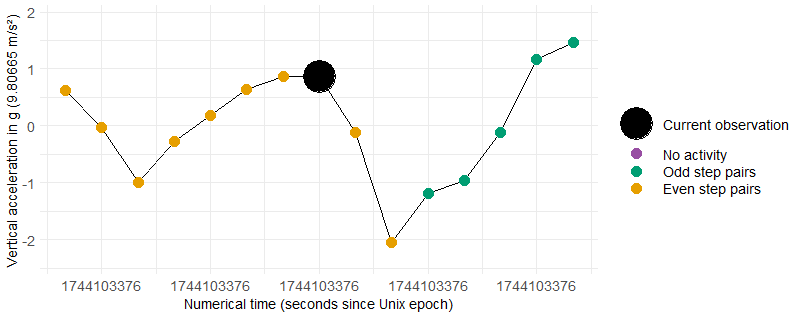 Vertical acceleration in g (9.80665 m/s²)
2
1
0
-1
-2
1744103376 1744103376 1744103376 1744103376 1744103376
Numerical time (seconds since Unix epoch)
Current observation
No activity
Odd step pairs
Even step pairs